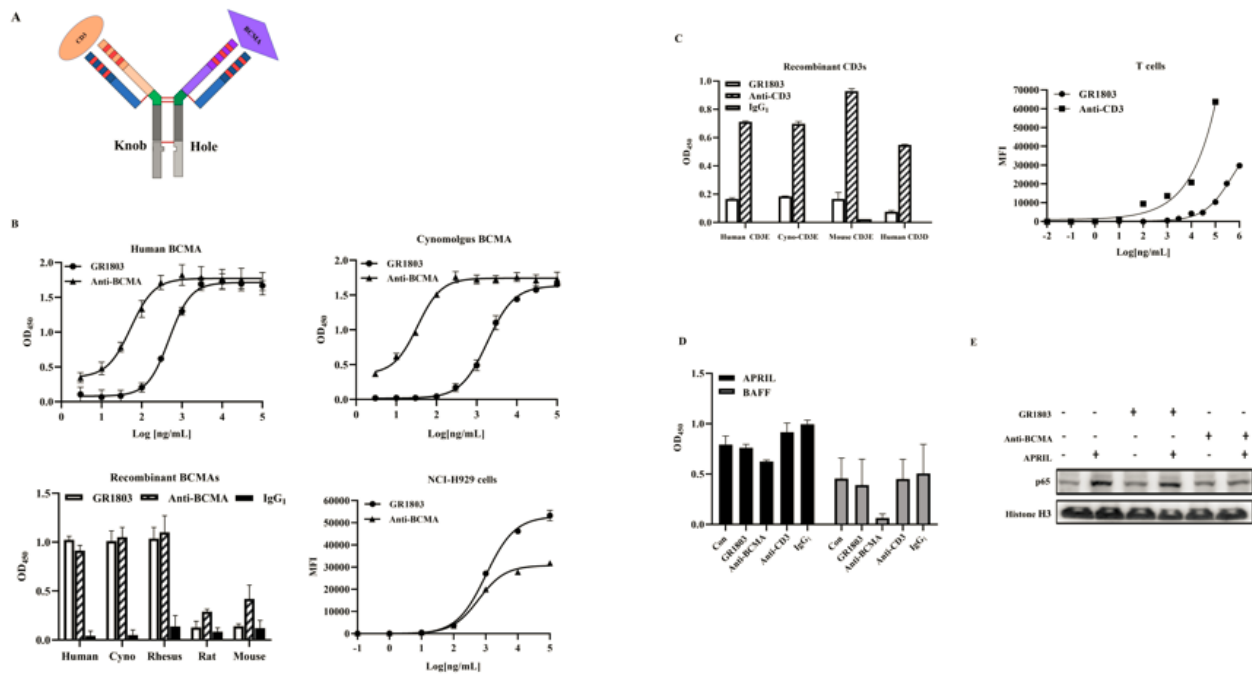 A
CD3
BCMA
Knob
Hole
B
Human BCMA
GR1803
Anti-BCMA
OD450
2.0
1.5
1.0
0.5
0.0
0 1 2 3 4 5
Log [ng/mL]
Cynomolgus BCMA
GR1803
Anti-BCMA
OD450
2.0
1.5
1.0
0.5
0.0
0 1 2 3 4 5
Log[ng/mL]
Recombinant BCMAs
GR1803 Anti-BCMA IgG1
OD450
1.5
1.0
0.5
0.0
Human Cyno Rhesus Rat Mouse
NCI-H929 cells
GR1803
Anti-BCMA
MFI
60000
50000
40000
30000
20000
10000
0
-1 0 1 2 3 4 5
Log[ng/mL]
C
Recombinant CD3s
GR1803
Anti-CD3
IgG1
OD450
1.0
0.8
0.6
0.4
0.2
0.0
Human CD3E Cyno-CD3E Mouse CD3E Human CD3D
T cells
GR1803
Anti-CD3
MFI
70000
60000
50000
40000
30000
20000
10000
0
-2 -1 0 1 2 3 4 5 6
Log[ng/mL]
D
APRIL
BAFF
OD450
2.0
1.5
1.0
0.5
0.0
Con GR1803 Anti-BCMA Anti-CD3 IgG1 Con GR1803 Anti-BCMA Anti-CD3 IgG1
E
GR1803 - - + + - -
Anti-BCMA - - - - + +
APRIL - + - + - +
p65
Histone H3